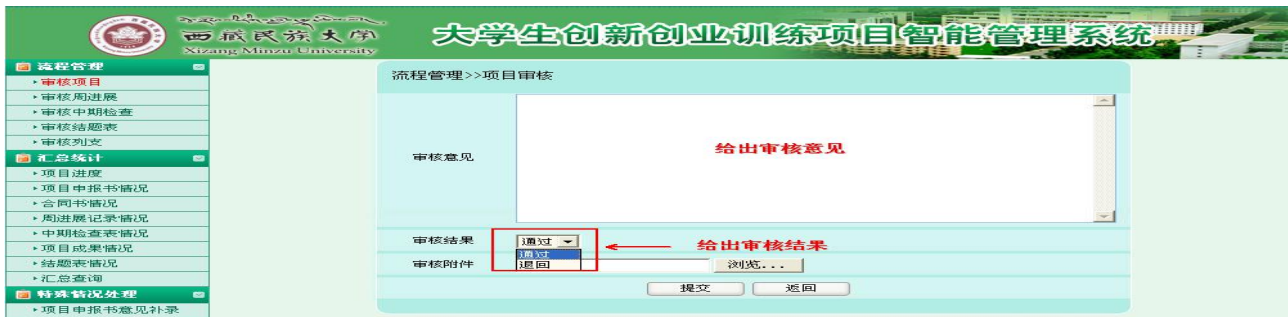 西藏民族大学
Xizang Minzu University
大学生创新创业训练项目智能管理系统
流程管理
审核项目
审核周进展
审核中期检查
审核结题表
审核列支
汇总统计
项目进度
项目申报书情况
合同书情况
周进展记录情况
中期检查表情况
项目成果情况
结题表情况
汇总查询
特殊情况处理
项目申报书意见补录
流程管理>>项目审核
审核意见
给出审核意见
审核结果
通过
通过
退回
给出审核结果
审核附件
浏览...
提交
返回